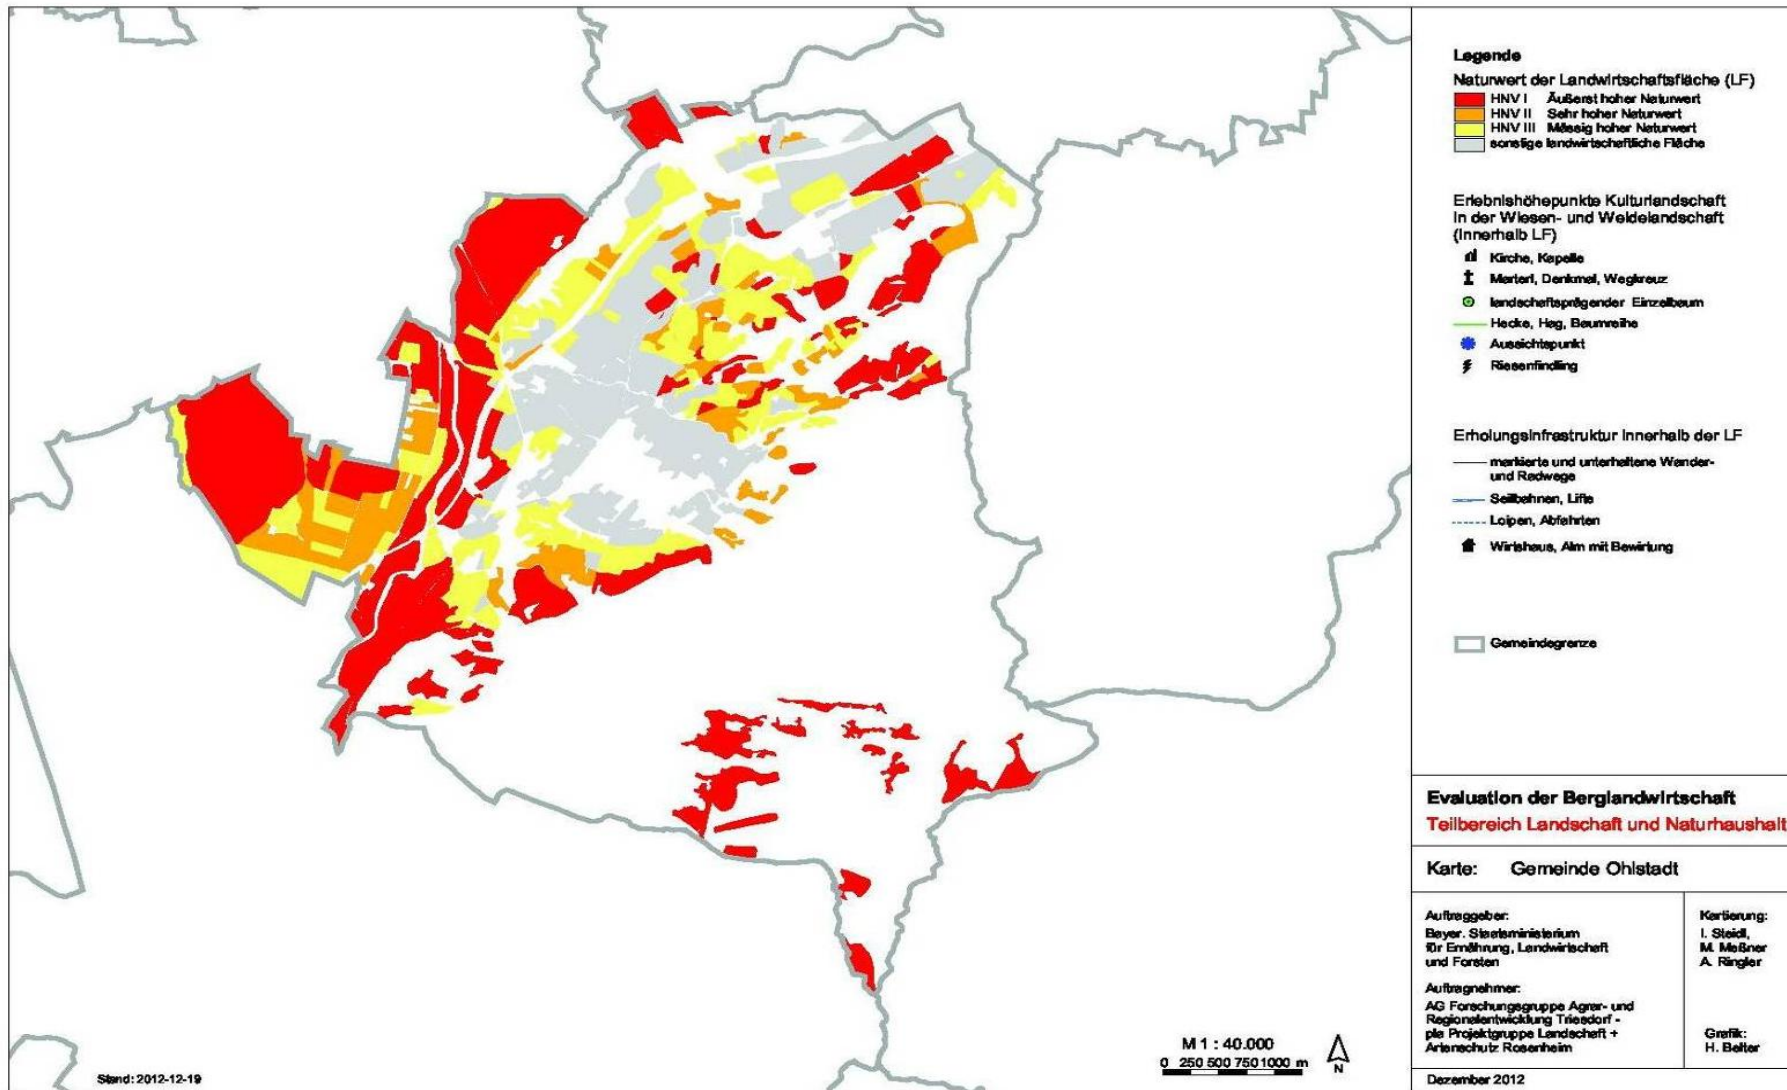 Legende
Naturwert der Landwirtschaftsfläche (LF)
HNV I Äußerst hoher Naturwert
HNV II Sehr hoher Naturwert
HNV III Mässig hoher Naturwert
sonstige landwirtschaftliche Fläche
Erlebnishöhepunkte Kulturlandschaft
in der Wiesen- und Weidelandschaft
(innerhalb LF)
Kirche, Kapelle
Marterl, Denkmal, Wegkreuz
landschaftsprägender Einzelbaum
Hecke, Hag, Baumreihe
Aussichtspunkt
Riesenfindling
Erholungsinfrastruktur innerhalb der LF
markierte und unterhaltene Wander-
und Radwege
Seilbahnen, Lifte
Loipen, Abfahrten
Wirtshaus, Alm mit Bewirtung
Gemeindegrenze
Evaluation der Berglandwirtschaft
Teilbereich Landschaft und Naturhaushalt
Karte: Gemeinde Ohlstadt
Auftraggeber:
Bayer. Staatsministerium
für Ernährung, Landwirtschaft
und Forsten
Auftragnehmer:
AG Forschungsgruppe Agrar- und
Regionalentwicklung Triesdorf -
pla Projektgruppe Landschaft +
Artenschutz Rosenheim
Kartierung:
I. Steidl,
M. Meßner
A. Ringler
Grafik:
H. Beiter
Dezember 2012
M 1 : 40.000
0 250 500 750 1000 m
N
Stand: 2012-12-19